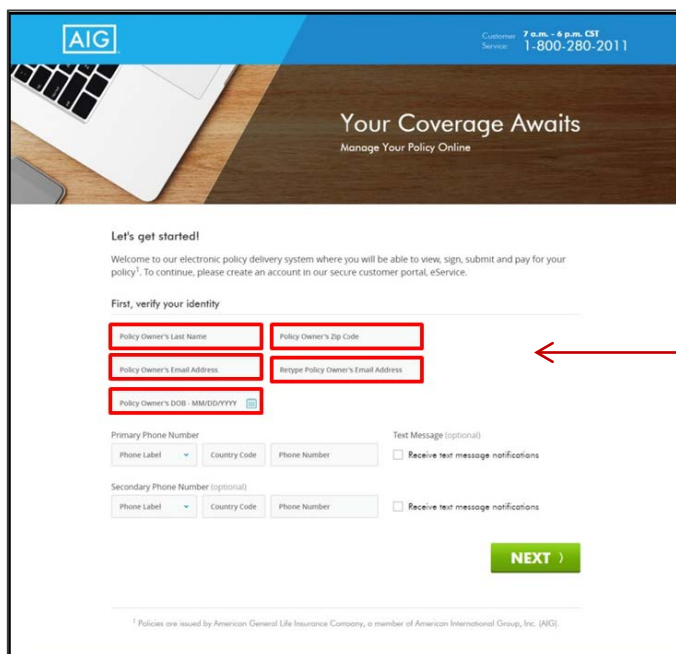 AIG
Customer Service
7 a.m. - 6 p.m. CST
1-800-280-2011
Your Coverage Awaits
Manage Your Policy Online
Let's get started!
Welcome to our electronic policy delivery system where you will be able to view, sign, submit and pay for your
policy1. To continue, please create an account in our secure customer portal, eService.
First, verify your identity
Policy Owner's Last Name
Policy Owner's Zip Code
Policy Owner's Email Address
Retype Policy Owner's Email Address
Policy Owner's DOB - MM/DD/YYYY
Primary Phone Number
Text Message (optional)
Phone Label
Country Code
Phone Number
Receive text message notifications
Secondary Phone Number (optional)
Phone Label
Country Code
Phone Number
Receive text message notifications
NEXT
1 Policies are issued by American General Life Insurance Company, a member of American International Group, Inc. (AIG).